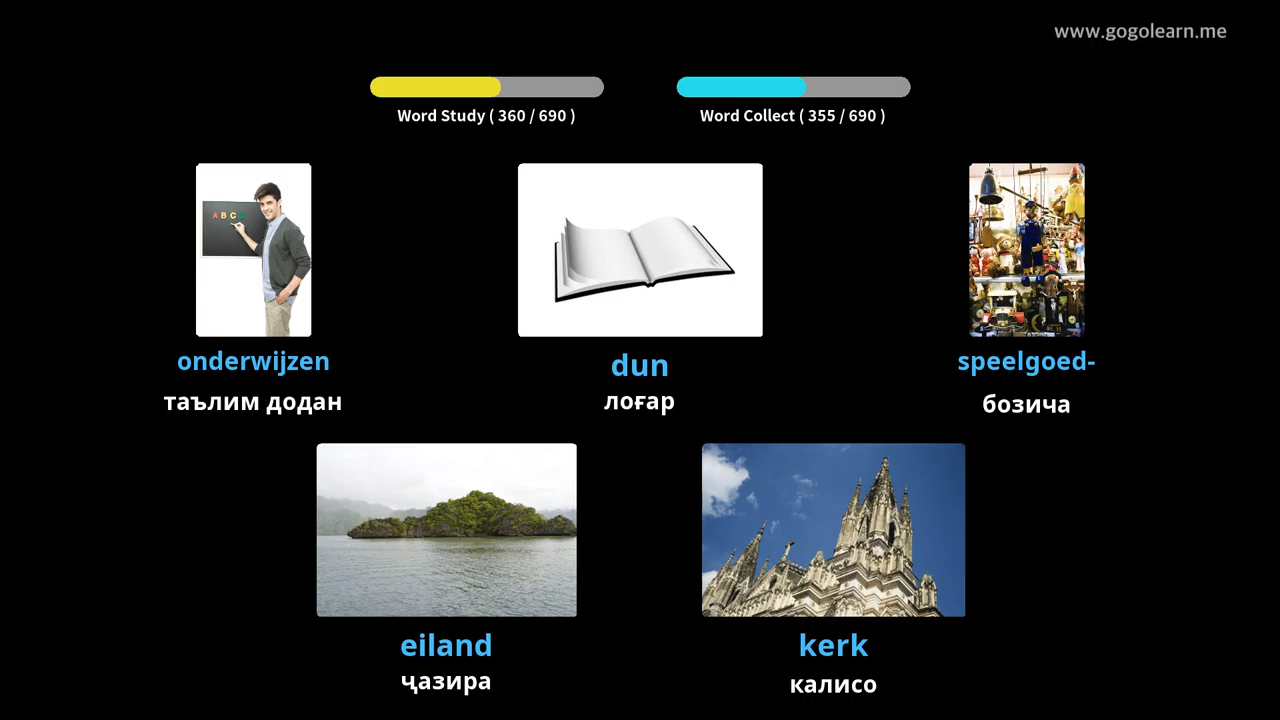 www.gogolearn.me
Word Study ( 360 / 690 )
Word Collect ( 355 / 690 )
A B C D
onderwijzen
таълим додан
dun
лоғар
speelgoed-
бозича
eiland
ҷазира
kerk
калисо